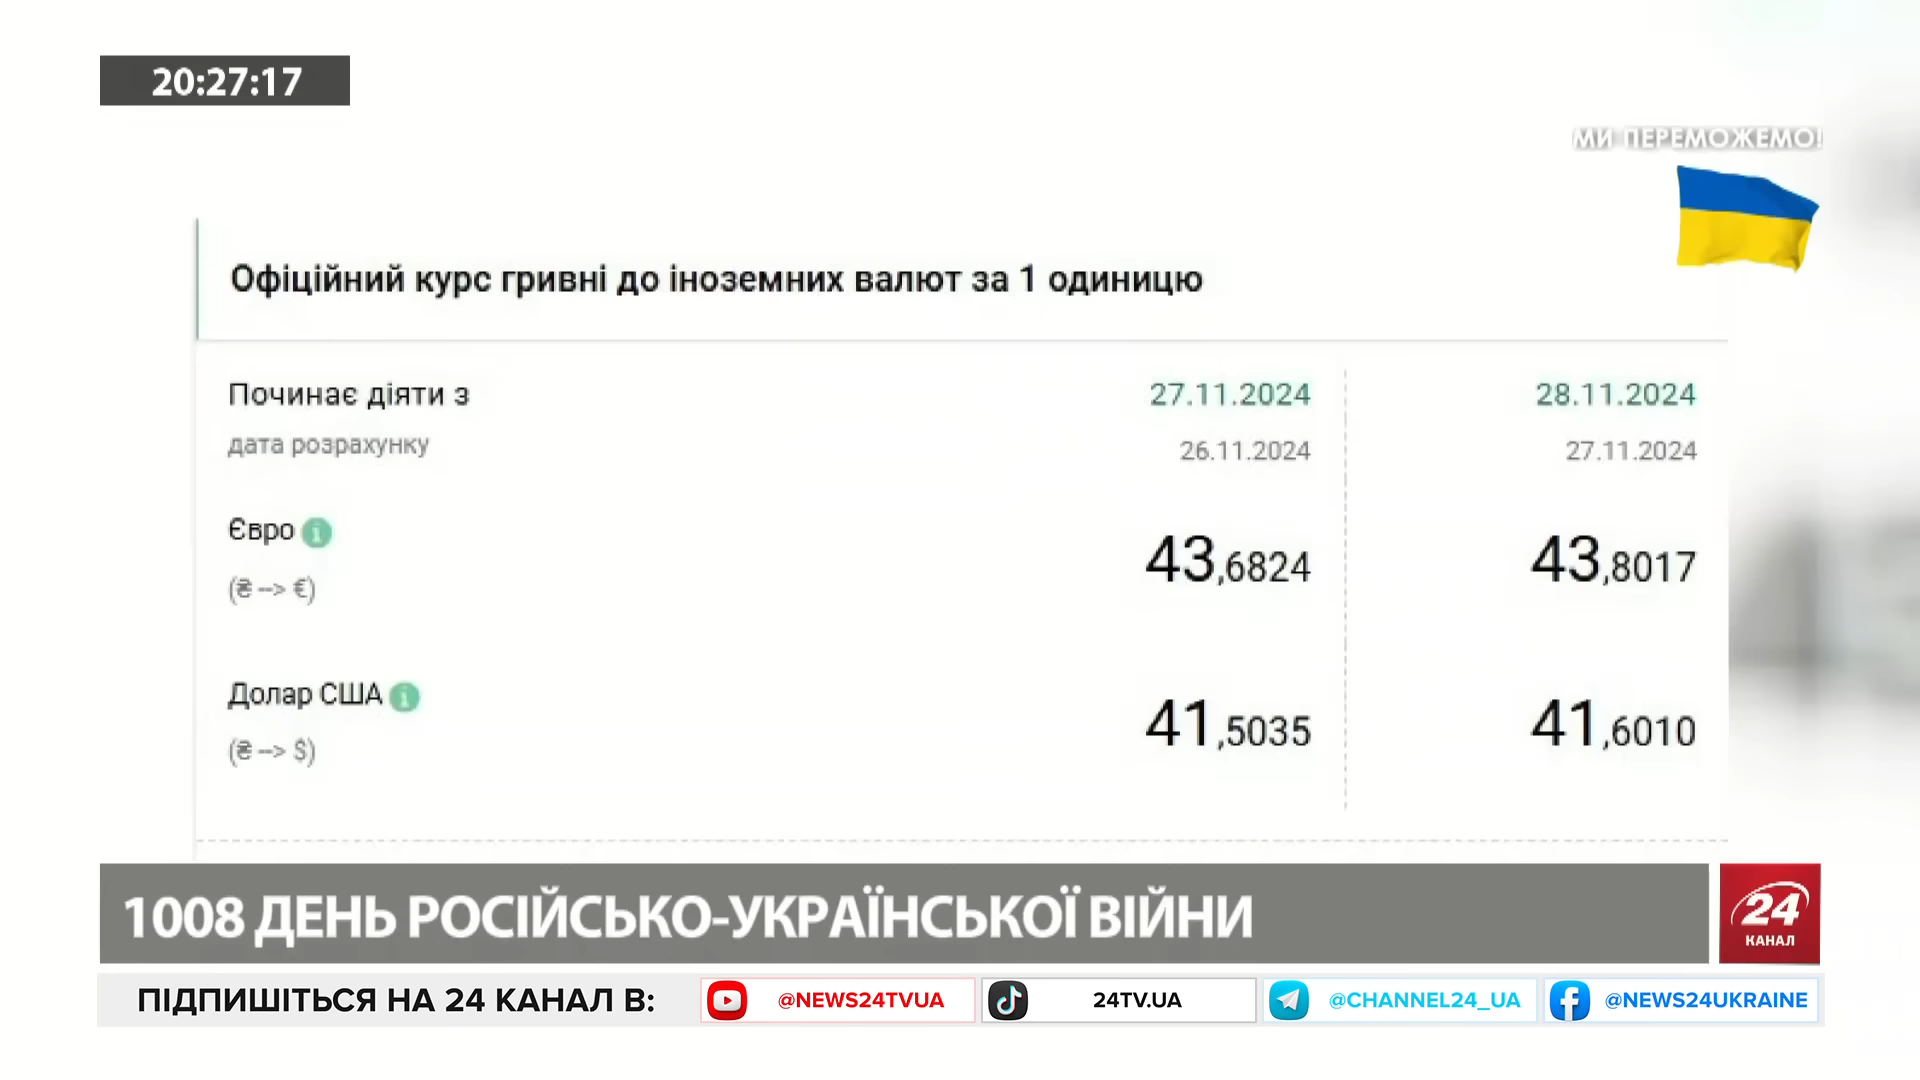 20:27:17
МИ ПЕРЕМОЖЕМО!
Офіційний курс гривні до іноземних валют за 1 одиницю
Починає діяти з 27.11.2024 28.11.2024
дата розрахунку 26.11.2024 27.11.2024
Євро i 43,6824 43,8017
(₴ --> €)
Долар США i 41,5035 41,6010
(₴ --> $)
1008 ДЕНЬ РОСІЙСЬКО-УКРАЇНСЬКОЇ ВІЙНИ
24
КАНАЛ
ПІДПИШІТЬСЯ НА 24 КАНАЛ В: @NEWS24TVUA 24TV.UA @CHANNEL24_UA @NEWS24UKRAINE